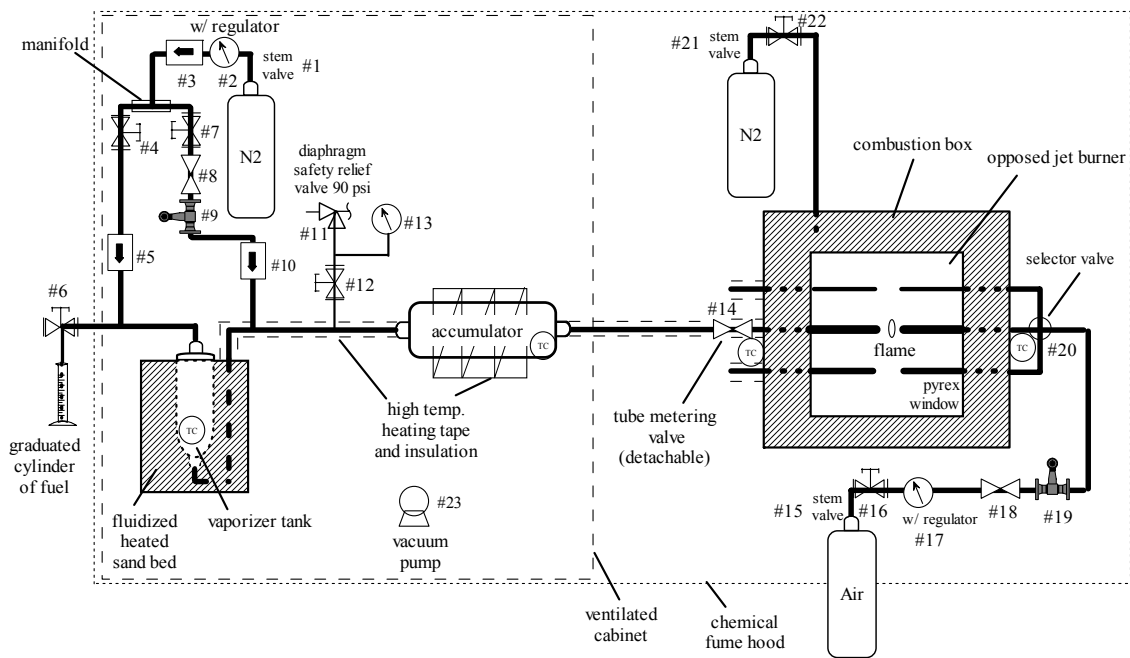 w/ regulator
manifold
#3
#2
stem
valve
#1
#4
#7
N2
#8
#9
#5
#10
#6
diaphragm
safety relief
valve 90 psi
#11
#13
#12
accumulator
TC
TC
high temp.
heating tape
and insulation
graduated
cylinder
of fuel
fluidized
heated
sand bed
vaporizer tank
#23
vacuum
pump
ventilated
cabinet
chemical
fume hood
#21
stem
valve
#22
N2
combustion box
opposed jet burner
selector valve
#14
TC
flame
TC
#20
pyrex
window
tube metering
valve
(detachable)
#15
stem
valve
#16
w/ regulator
#17
#18
#19
Air